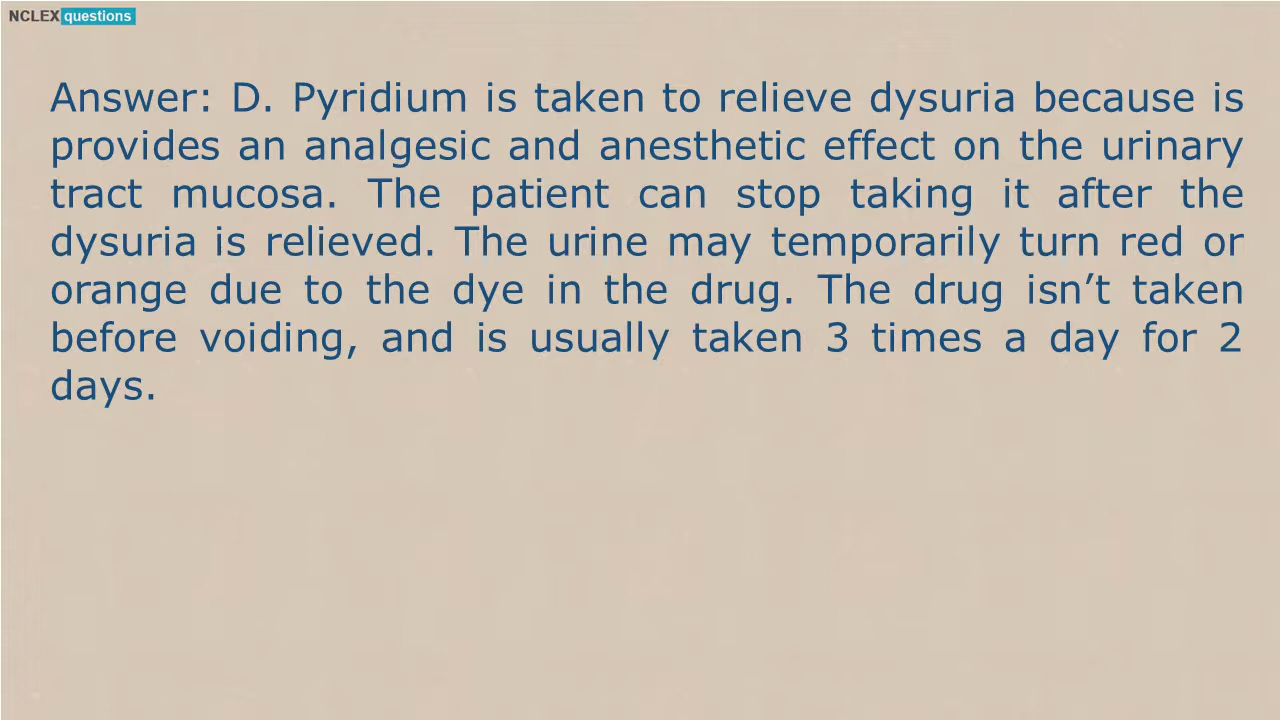 NCLEX questions
Answer: D. Pyridium is taken to relieve dysuria because is
provides an analgesic and anesthetic effect on the urinary
tract mucosa. The patient can stop taking it after the
dysuria is relieved. The urine may temporarily turn red or
orange due to the dye in the drug. The drug isn’t taken
before voiding, and is usually taken 3 times a day for 2
days.